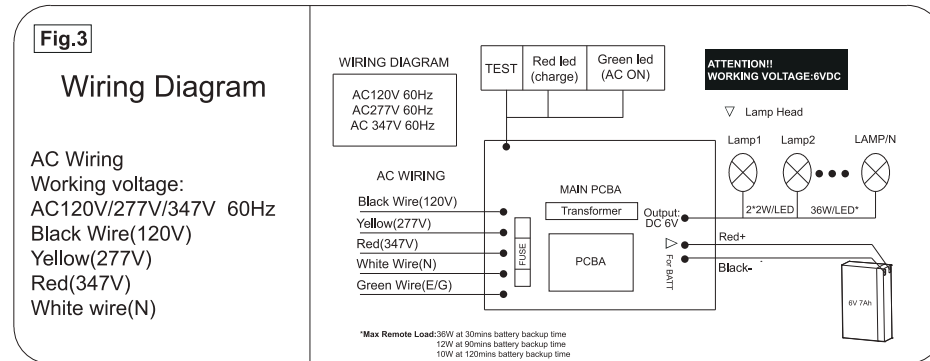 Fig.3
Wiring Diagram
AC Wiring
Working voltage:
AC120V/277V/347V 60Hz
Black Wire(120V)
Yellow(277V)
Red(347V)
White wire(N)
WIRING DIAGRAM
AC120V 60Hz
AC277V 60Hz
AC 347V 60Hz
TEST
Red led
(charge)
Green led
(AC ON)
ATTENTION!!
WORKING VOLTAGE:6VDC
Lamp Head
Lamp1
Lamp2
LAMP/N
2*2W/LED
36W/LED*
AC WIRING
Black Wire(120V)
Yellow(277V)
Red(347V)
White Wire(N)
Green Wire(E/G)
FUSE
MAIN PCBA
Transformer
PCBA
Output:
DC 6V
For BATT
Red+
Black-
6V 7Ah
*Max Remote Load:36W at 30mins battery backup time
12W at 90mins battery backup time
10W at 120mins battery backup time